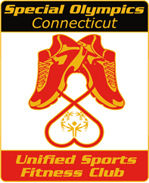 Special Olympics
Connecticut
Unified Sports
Fitness Club